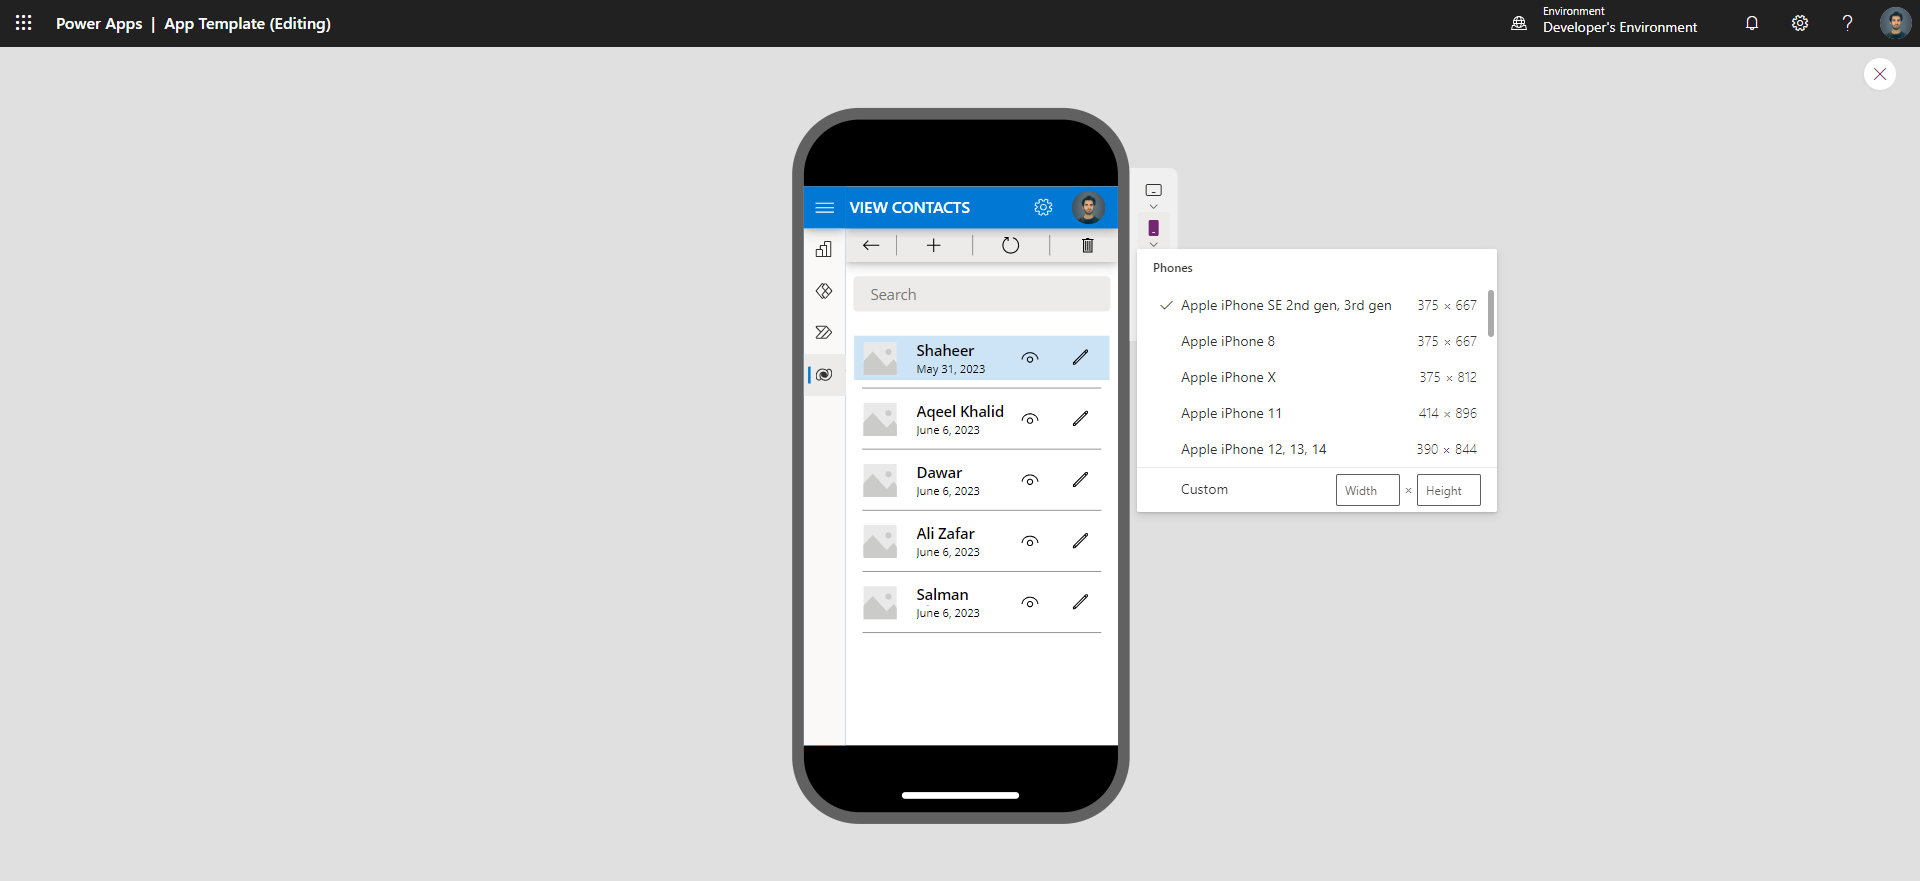 Power Apps | App Template (Editing)
Environment
Developer's Environment
VIEW CONTACTS
Search
Shaheer
May 31, 2023
Aqeel Khalid
June 6, 2023
Dawar
June 6, 2023
Ali Zafar
June 6, 2023
Salman
June 6, 2023
Phones
Apple iPhone SE 2nd gen, 3rd gen 375 × 667
Apple iPhone 8 375 × 667
Apple iPhone X 375 × 812
Apple iPhone 11 414 × 896
Apple iPhone 12, 13, 14 390 × 844
Custom Width × Height